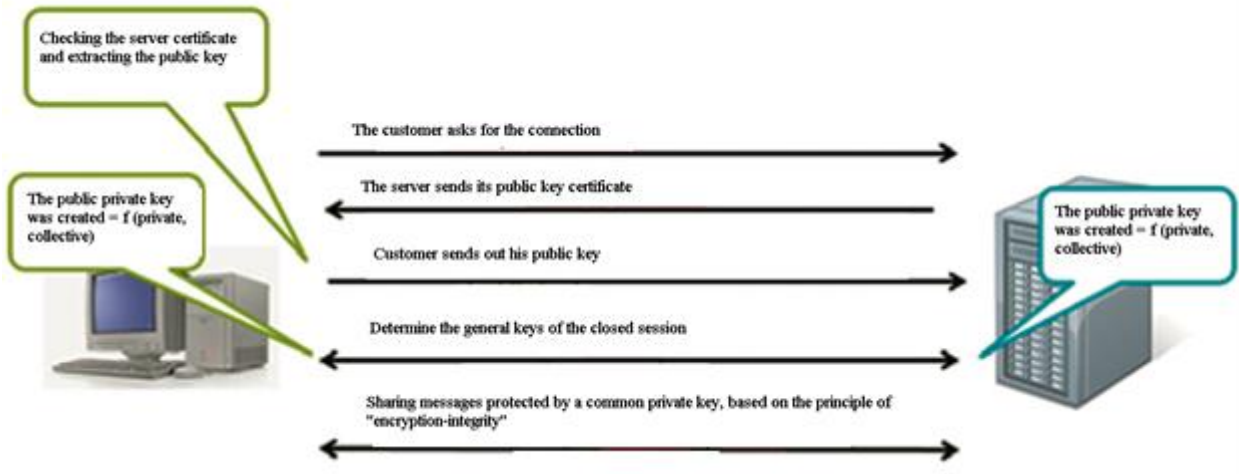 Checking the server certificate
and extracting the public key
The customer asks for the connection
The server sends its public key certificate
The public private key
was created = f (private,
collective)
The public private key
was created = f (private,
collective)
Customer sends out his public key
Determine the general keys of the closed session
Sharing messages protected by a common private key, based on the principle of
"encryption-integrity"